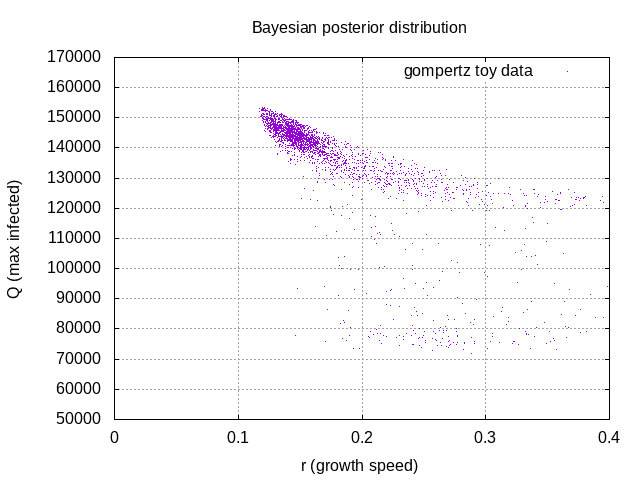 Bayesian posterior distribution
170000
160000
150000
140000
130000
120000
110000
100000
90000
80000
70000
60000
50000
gompertz toy data
Q (max infected)
0 0.1 0.2 0.3 0.4
r (growth speed)